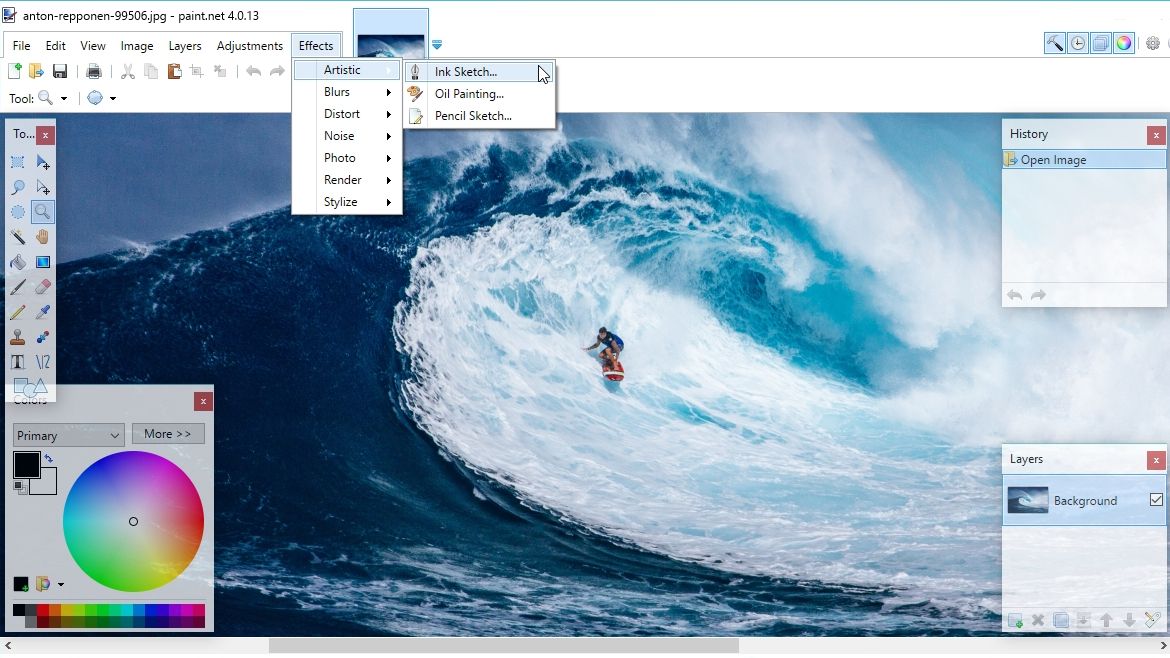 anton-repponen-99506.jpg - paint.net 4.0.13
File Edit View Image Layers Adjustments Effects
Tool:
Artistic
Blurs
Distort
Noise
Photo
Render
Stylize
Ink Sketch...
Oil Painting...
Pencil Sketch...
To...
History
Open Image
Colors
Primary
More >>
Layers
Background